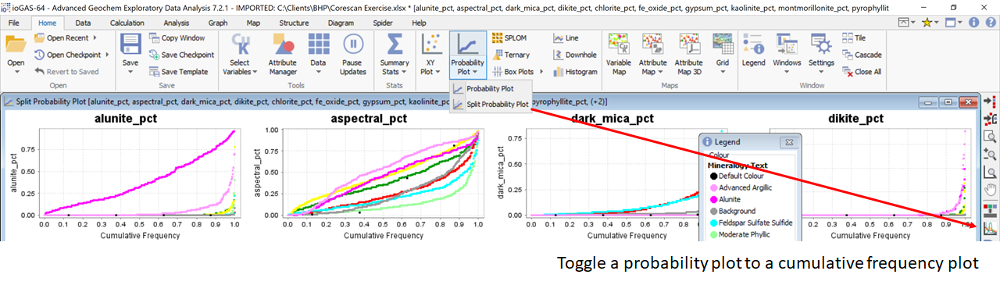 ioGAS-64 - Advanced Geochem Exploratory Data Analysis 7.2.1 - IMPORTED: C:\Clients\BHP\Corescan Exercise.xlsx * [alunite_pct, aspectral_pct, dark_mica_pct, dikite_pct, chlorite_pct, fe_oxide_pct, gypsum_pct, kaolinite_pct, montmorillonite_pct, pyrophyllit
File Home Data Calculation Analysis Graph Map Structure Diagram Spider Help
Open
Open Recent
Open Checkpoint
Revert to Saved
Open
Save
Copy Window
Save Checkpoint
Save Template
Save
Select Variables
Attribute Manager
Data
Pause Updates
Tools
Summary Stats
Stats
XY Plot
Probability Plot
SPLOM
Ternary
Box Plots
Line
Downhole
Histogram
Variable Map
Attribute Map
Attribute Map 3D
Grid
Maps
Legend
Windows
Settings
Tile
Cascade
Close All
Window
Probability Plot
Split Probability Plot
Split Probability Plot [alunite_pct, aspectral_pct, dark_mica_pct, dikite_pct, chlorite_pct, fe_oxide_pct, gypsum_pct, kaolinite_pc
pyrophyllite_pct, (+2)]
alunite_pct
alunite_pct
0.75
0.50
0.25
0.00
0.0 0.1 0.2 0.3 0.4 0.5 0.6 0.7 0.8 0.9 1.0
Cumulative Frequency
aspectral_pct
aspectral_pct
1.00
0.75
0.50
0.25
0.00
0.0 0.1 0.2 0.3 0.4 0.5 0.6 0.7 0.8 0.9 1.0
Cumulative Frequency
dark_mica_pct
dark_mica_pct
0.75
0.50
0.25
0.00
0.0 0.1 0.2 0.3 0.4 0.5 0.6 0.7 0.8
Cumulative Frequency
Legend
Colour
Mineralogy Text
Default Colour
Advanced Argillic
Alunite
Background
Feldspar Sulfate Sulfide
Moderate Phyllic
dikite_pct
0.3 0.4 0.5 0.6 0.7 0.8 0.9 1.0
Cumulative Frequency
Toggle a probability plot to a cumulative frequency plot